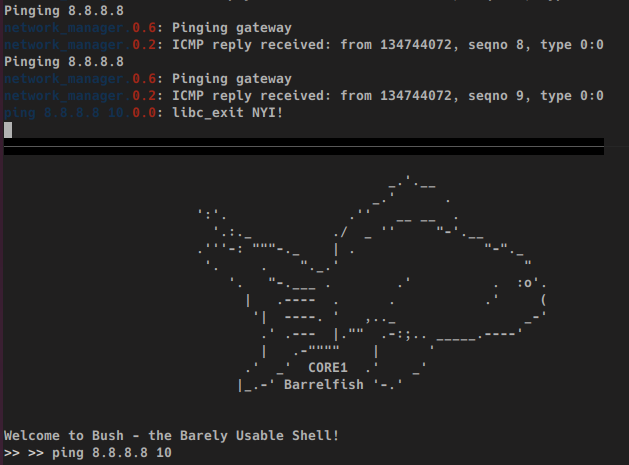 Pinging 8.8.8.8
network_manager.0.6: Pinging gateway
network_manager.0.2: ICMP reply received: from 134744072, seqno 8, type 0:0
Pinging 8.8.8.8
network_manager.0.6: Pinging gateway
network_manager.0.2: ICMP reply received: from 134744072, seqno 9, type 0:0
ping 8.8.8.8 10.0.0: libc_exit NYI!
CORE1
Barrelfish
Welcome to Bush - the Barely Usable Shell!
>> >> ping 8.8.8.8 10